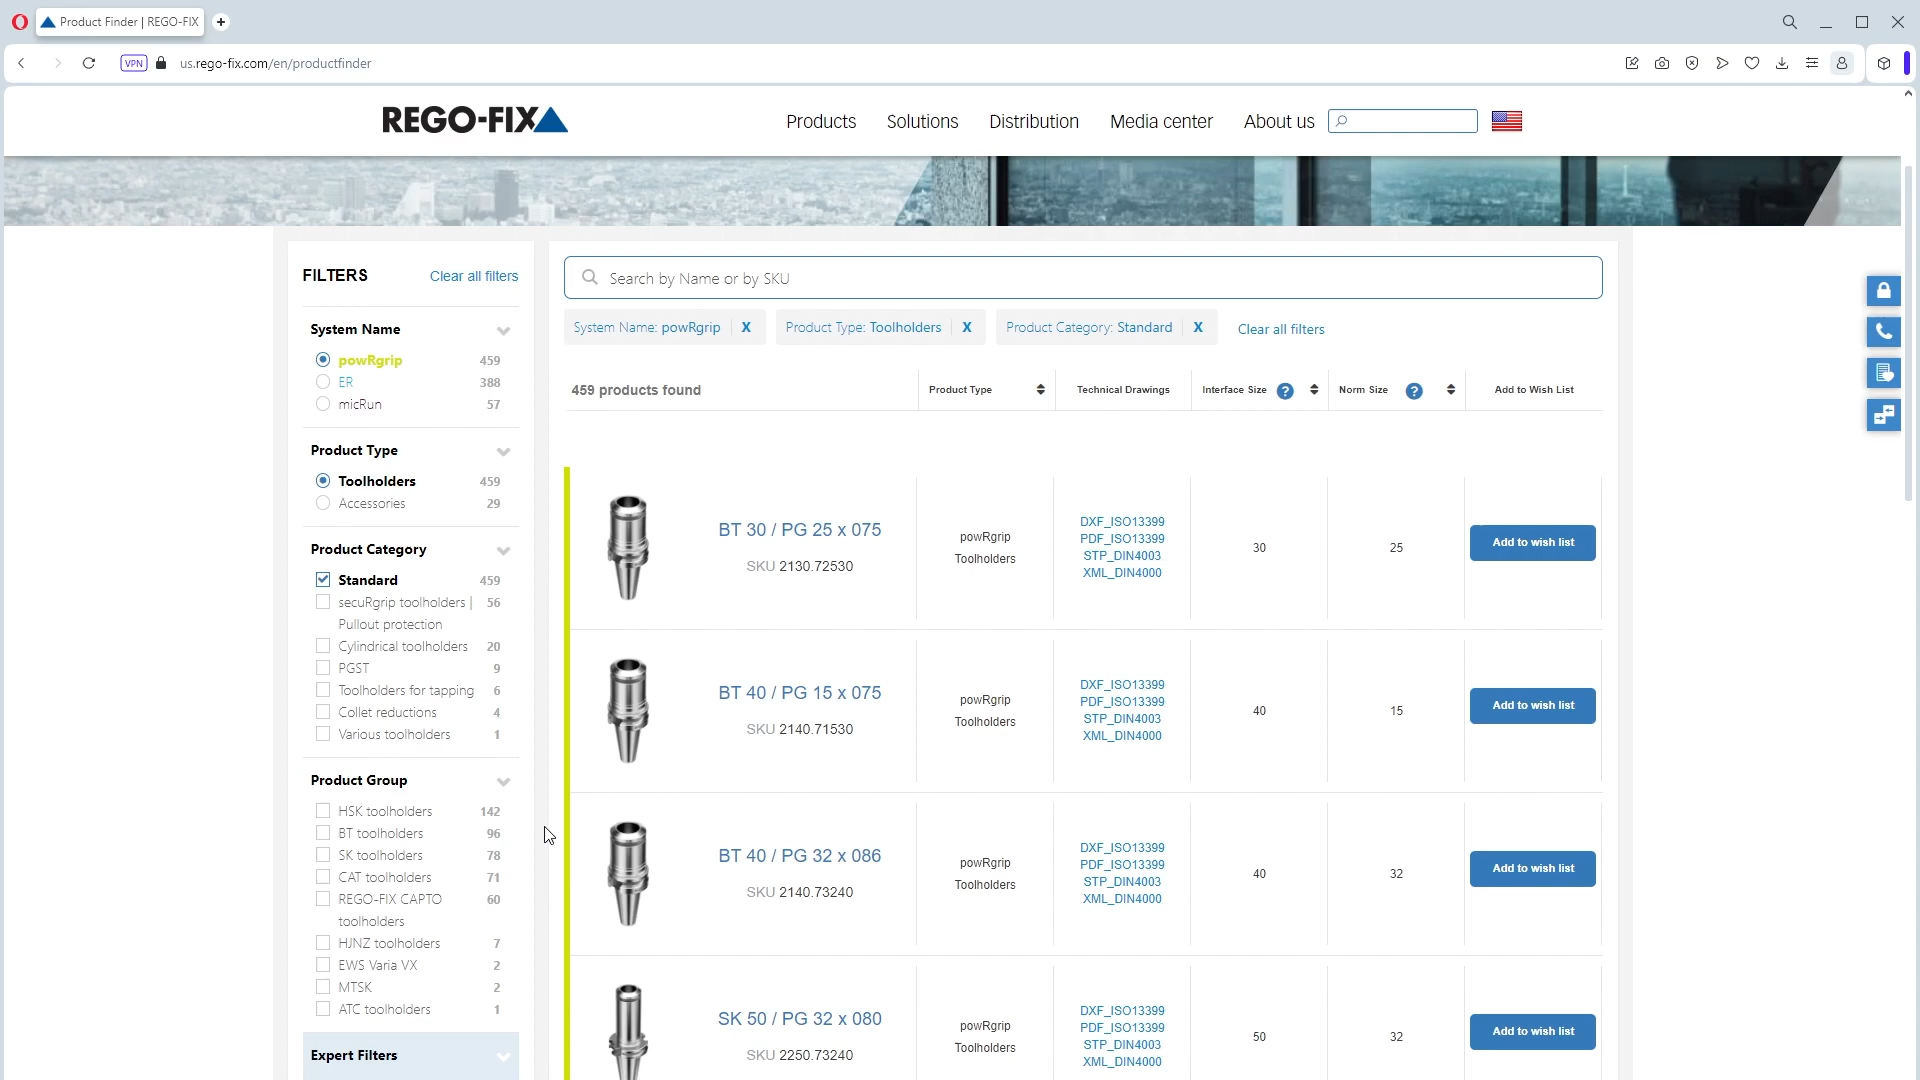 Product Finder | REGO-FIX
VPN
us.rego-fix.com/en/productfinder
REGO-FIX
Products
Solutions
Distribution
Media center
About us
FILTERS
Clear all filters
System Name
powRgrip 459
ER 388
micRun 57
Product Type
Toolholders 459
Accessories 29
Product Category
Standard 459
secuRgrip toolholders | 56
Pullout protection
Cylindrical toolholders 20
PGST 9
Toolholders for tapping 6
Collet reductions 4
Various toolholders 1
Product Group
HSK toolholders 142
BT toolholders 96
SK toolholders 78
CAT toolholders 71
REGO-FIX CAPTO 60
toolholders
HJNZ toolholders 7
EWS Varia VX 2
MTSK 2
ATC toolholders 1
Expert Filters
Search by Name or by SKU
System Name: powRgrip X
Product Type: Toolholders X
Product Category: Standard X
Clear all filters
459 products found
Product Type
Technical Drawings
Interface Size ?
Norm Size ?
Add to Wish List
BT 30 / PG 25 x 075
SKU 2130.72530
powRgrip
Toolholders
DXF_ISO13399
PDF_ISO13399
STP_DIN4003
XML_DIN4000
30
25
Add to wish list
BT 40 / PG 15 x 075
SKU 2140.71530
powRgrip
Toolholders
DXF_ISO13399
PDF_ISO13399
STP_DIN4003
XML_DIN4000
40
15
Add to wish list
BT 40 / PG 32 x 086
SKU 2140.73240
powRgrip
Toolholders
DXF_ISO13399
PDF_ISO13399
STP_DIN4003
XML_DIN4000
40
32
Add to wish list
SK 50 / PG 32 x 080
SKU 2250.73240
powRgrip
Toolholders
DXF_ISO13399
PDF_ISO13399
STP_DIN4003
XML_DIN4000
50
32
Add to wish list